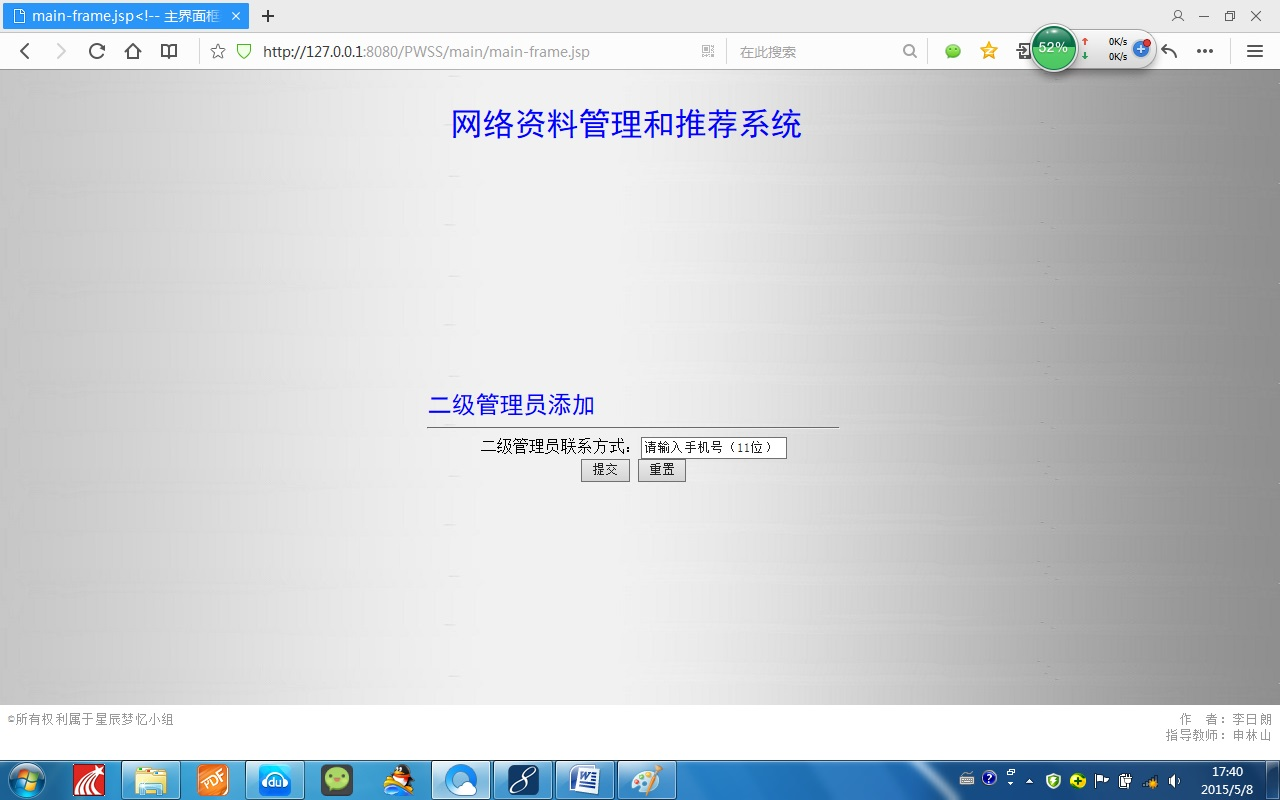 main-frame.jsp<!-- 主界面框
http://127.0.0.1:8080/PWSS/main/main-frame.jsp
在此搜索
52%
0K/s
0K/s
网络资料管理和推荐系统
二级管理员添加
二级管理员联系方式：
请输入手机号（11位）
提交
重置
©所有权利属于星辰梦忆小组
作 者：李日朗
指导教师：申林山
PDF
du
8
W
17:40
2015/5/8